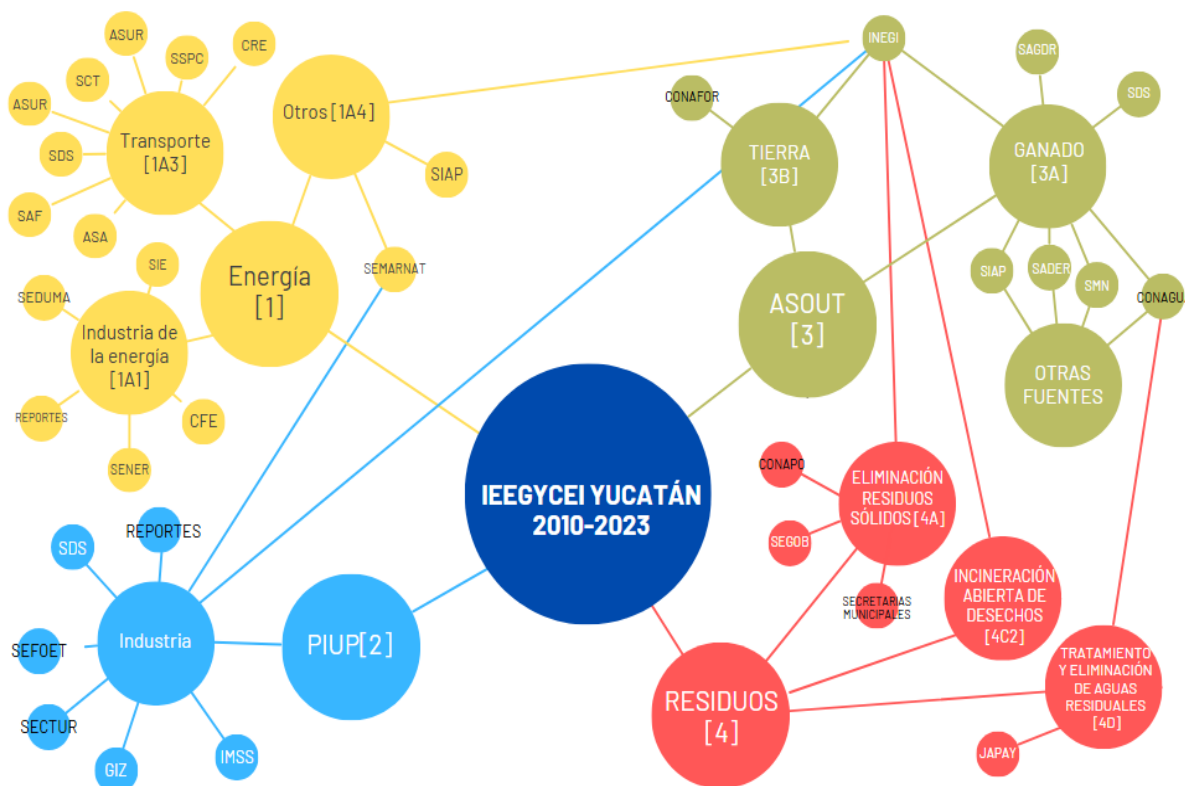 ASUR
SSPC
CRE
SCT
ASUR
SDS
SAF
ASA
Transporte
[1A3]
Otros [1A4]
SIAP
SEMARNAT
Energía
[1]
SIE
SEDUMA
Industria de
la energía
[1A1]
REPORTES
CFE
SENER
INEGI
CONAFOR
TIERRA
[3B]
SAGDR
SDS
GANADO
[3A]
ASOUT
[3]
SIAP
SADER
SMN
CONAGUA
OTRAS
FUENTES
IEEGYCEI YUCATÁN
2010-2023
REPORTES
SDS
SEFOET
Industria
SECTUR
GIZ
IMSS
PIUP[2]
CONAPO
ELIMINACIÓN
RESIDUOS
SÓLIDOS [4A]
SEGOB
SECRETARIAS
MUNICIPALES
INCINERACIÓN
ABIERTA DE
DESECHOS
[4C2]
RESIDUOS
[4]
TRATAMIENTO
Y ELIMINACIÓN
DE AGUAS
RESIDUALES
[4D]
JAPAY